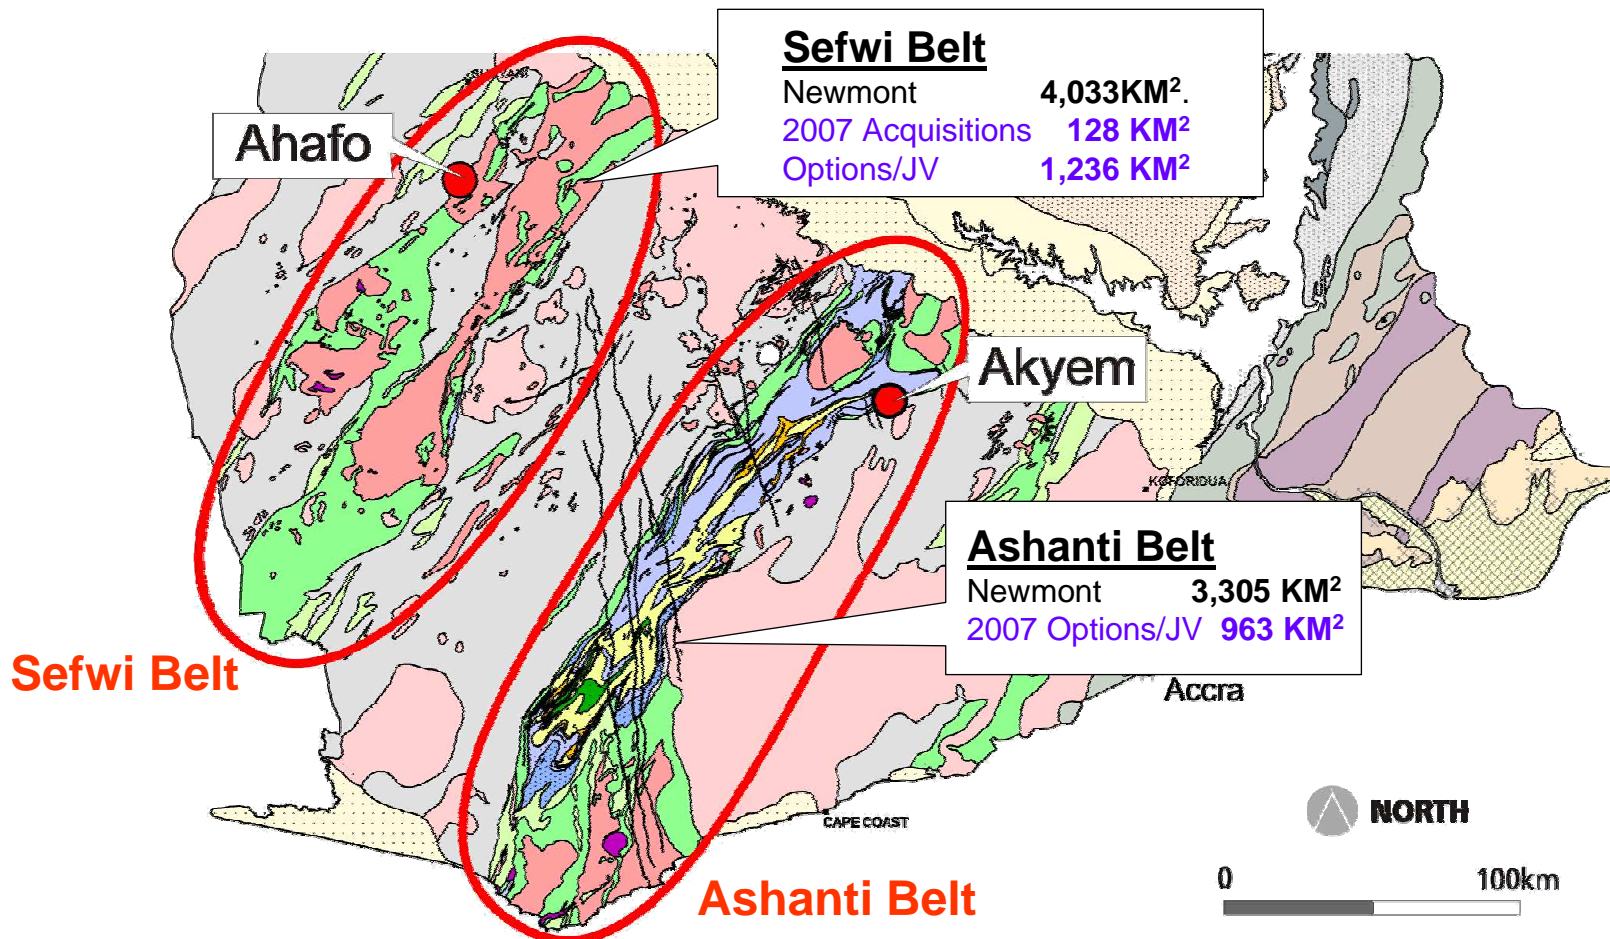 Sefwi Belt
Newmont 4,033KM².
2007 Acquisitions 128 KM²
Options/JV 1,236 KM²
Ahafo
Akyem
KOFORIDUA
Ashanti Belt
Newmont 3,305 KM²
2007 Options/JV 963 KM²
Sefwi Belt
Accra
CAPE COAST
NORTH
Ashanti Belt
0 100km